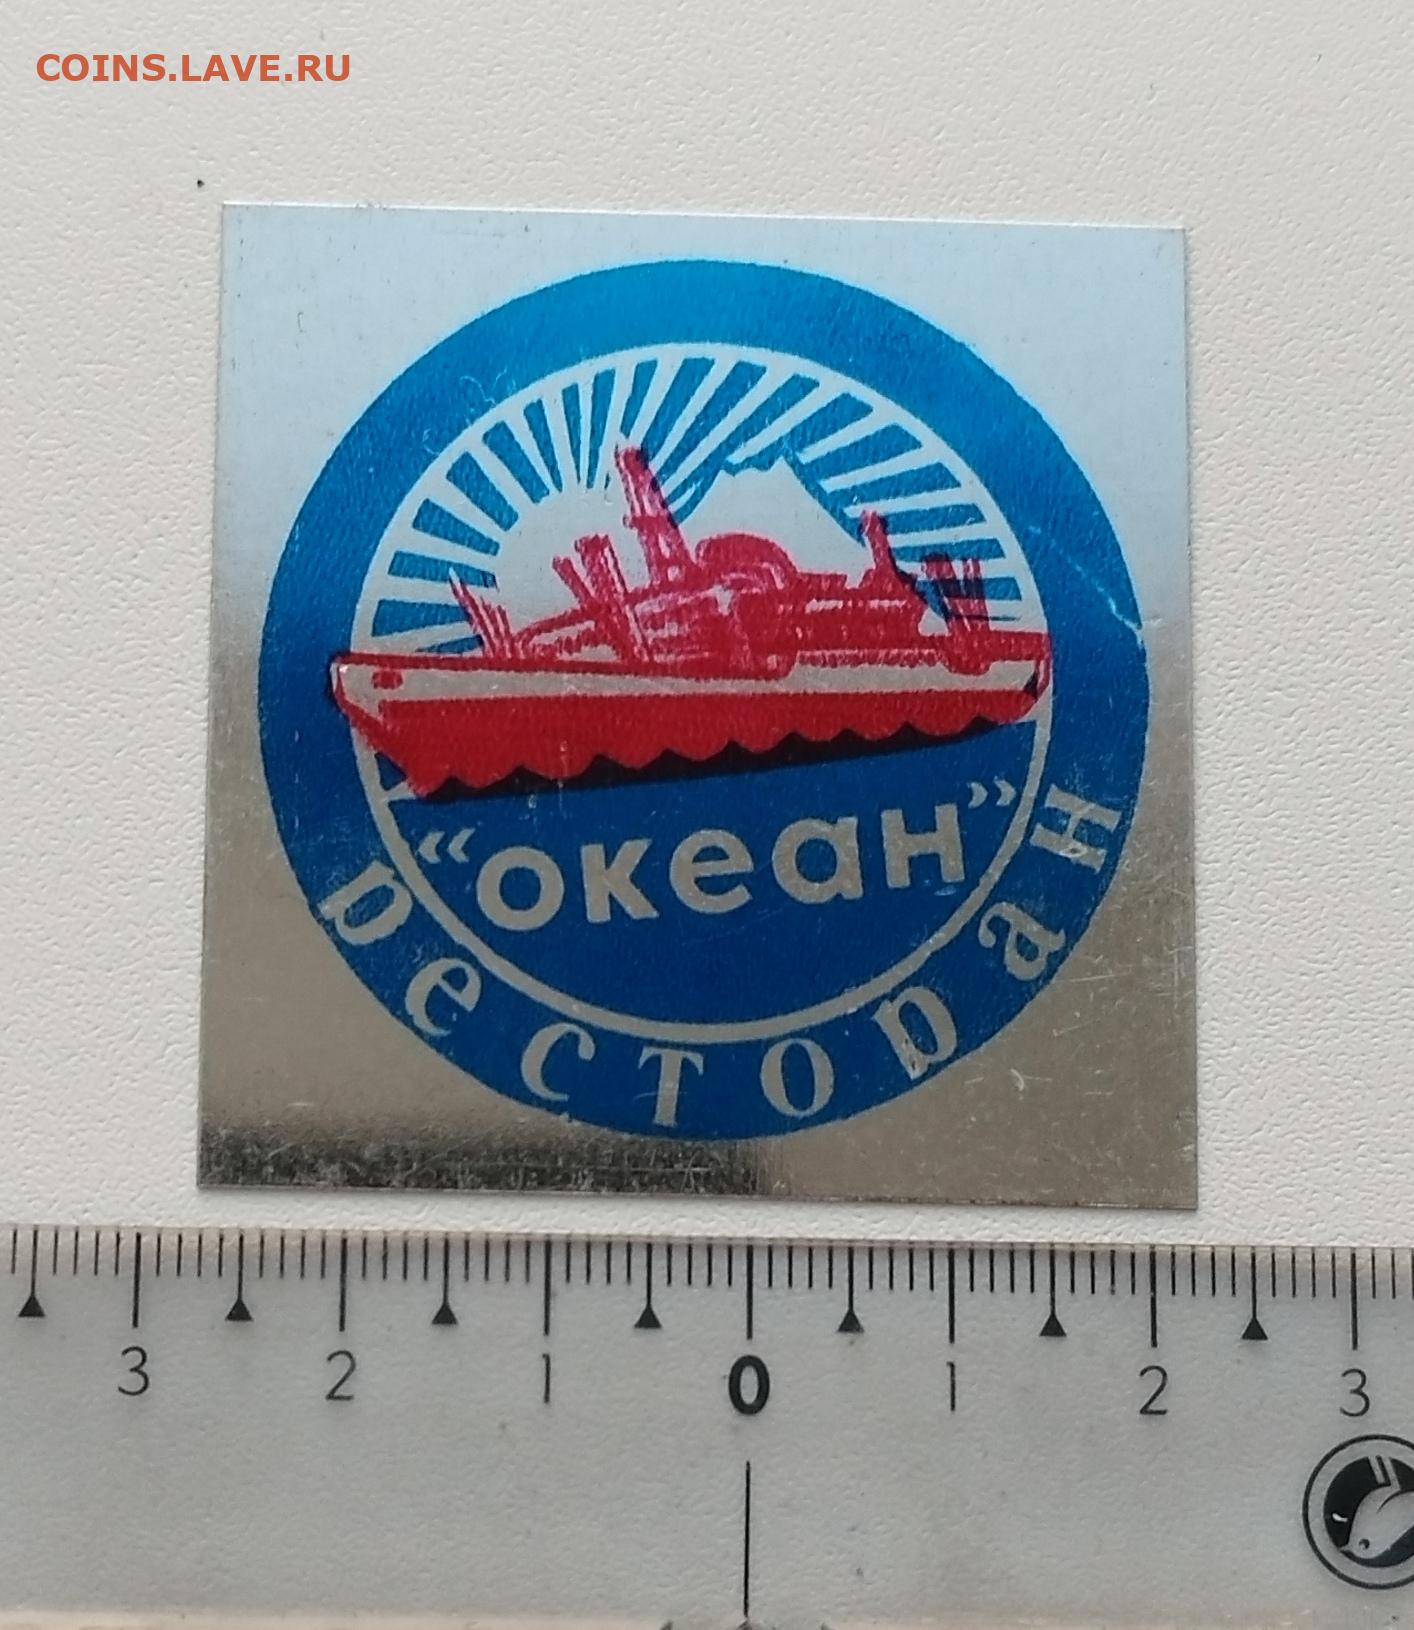 COINS.LAVE.RU
"океан"
ресторан
3 2 1 0 1 2 3